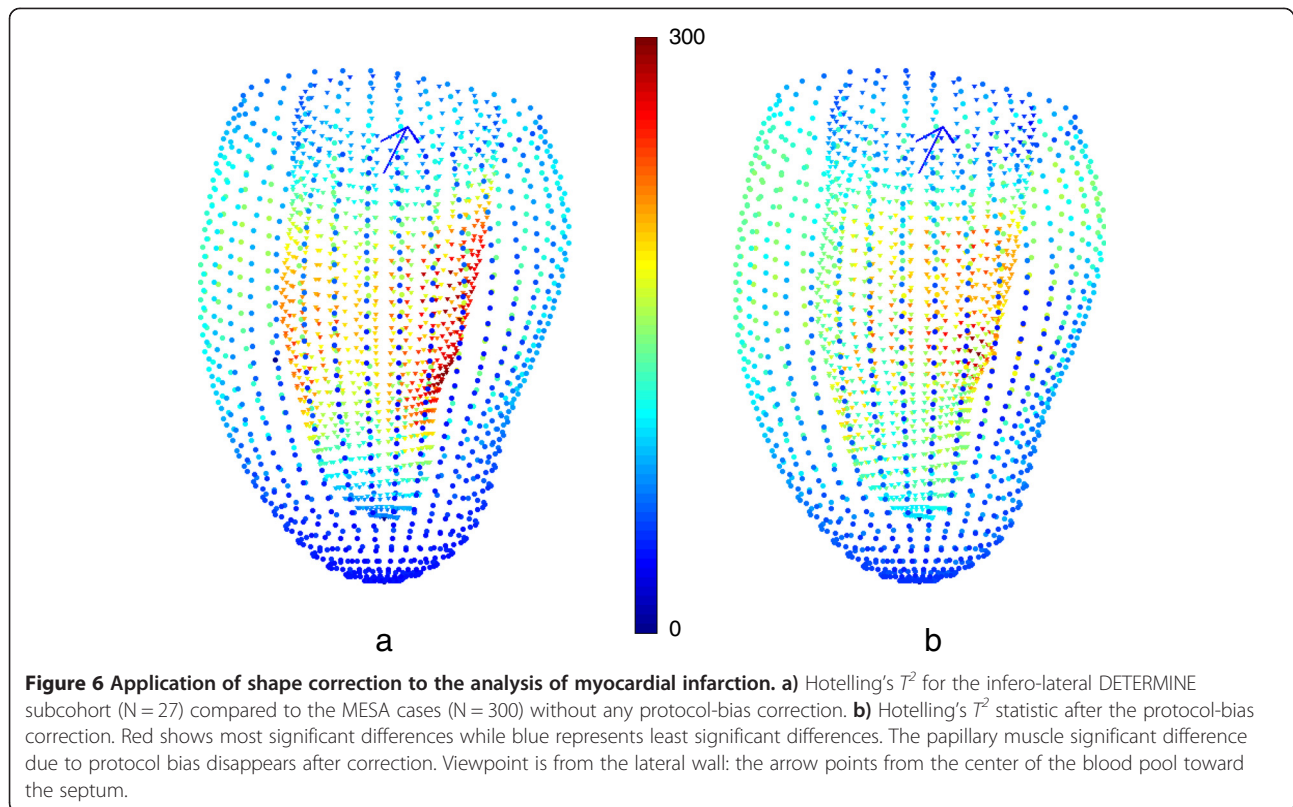 300
0
a
b
Figure 6 Application of shape correction to the analysis of myocardial infarction. a) Hotelling's T² for the infero-lateral DETERMINE
subcohort (N = 27) compared to the MESA cases (N = 300) without any protocol-bias correction. b) Hotelling's T² statistic after the protocol-bias
correction. Red shows most significant differences while blue represents least significant differences. The papillary muscle significant difference
due to protocol bias disappears after correction. Viewpoint is from the lateral wall: the arrow points from the center of the blood pool toward
the septum.